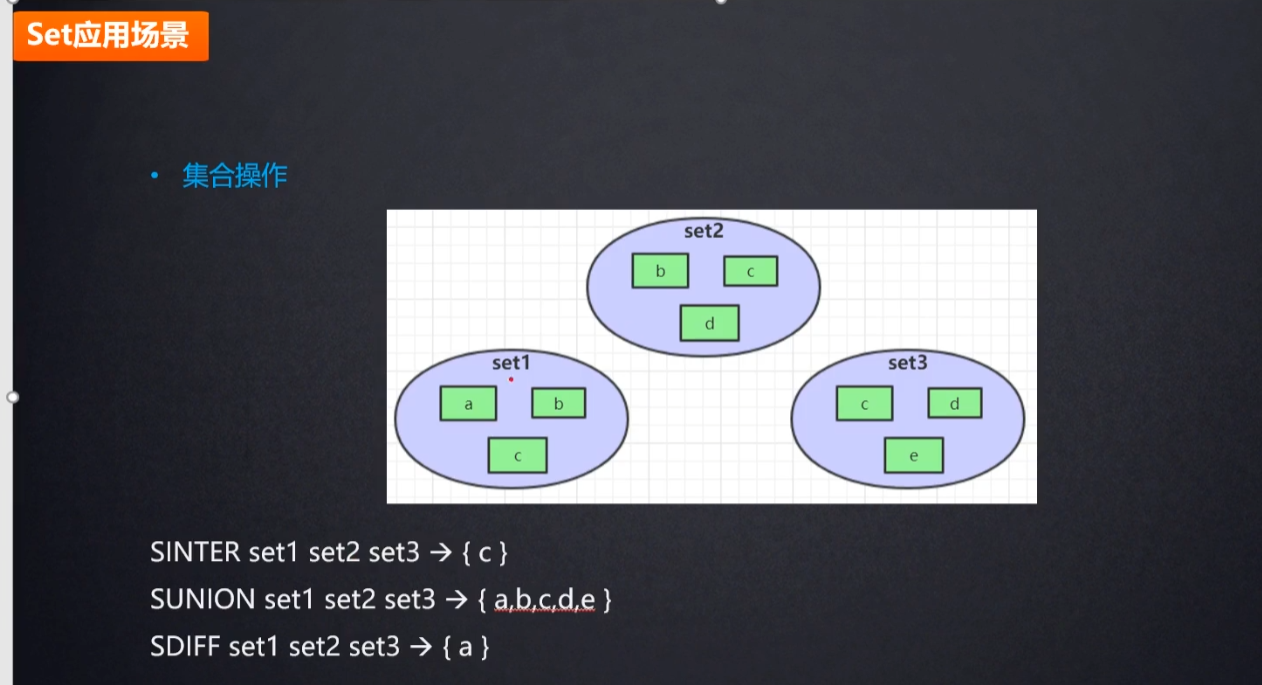 Set应用场景
• 集合操作
set2
b c
d
set1
a b
c
set3
c d
e
SINTER set1 set2 set3 → { c }
SUNION set1 set2 set3 → { a,b,c,d,e }
SDIFF set1 set2 set3 → { a }